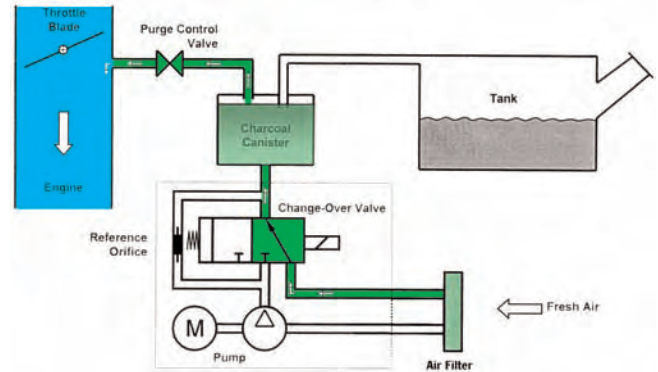 Throttle
Blade
Purge Control
Valve
Tank
Charcoal
Canister
Engine
Change-Over Valve
Reference
Orifice
Fresh Air
M
Pump
Air Filter